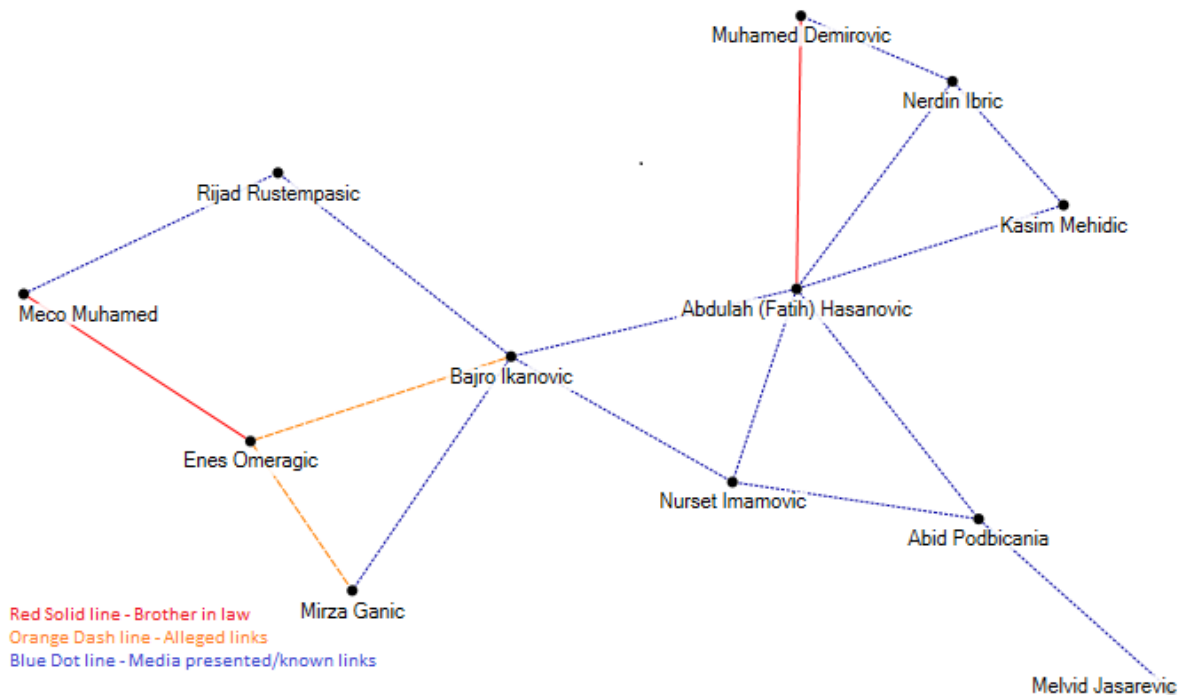 Muhamed Demirovic
Nerdin Ibric
Rijad Rustempasic
Kasim Mehidic
Meco Muhamed
Abdulah (Fatih) Hasanovic
Bajro Ikanovic
Enes Omeragic
Nurset Imamovic
Abid Podbicania
Mirza Ganic
Red Solid line - Brother in law
Orange Dash line - Alleged links
Blue Dot line - Media presented/known links
Melvid Jasarevic